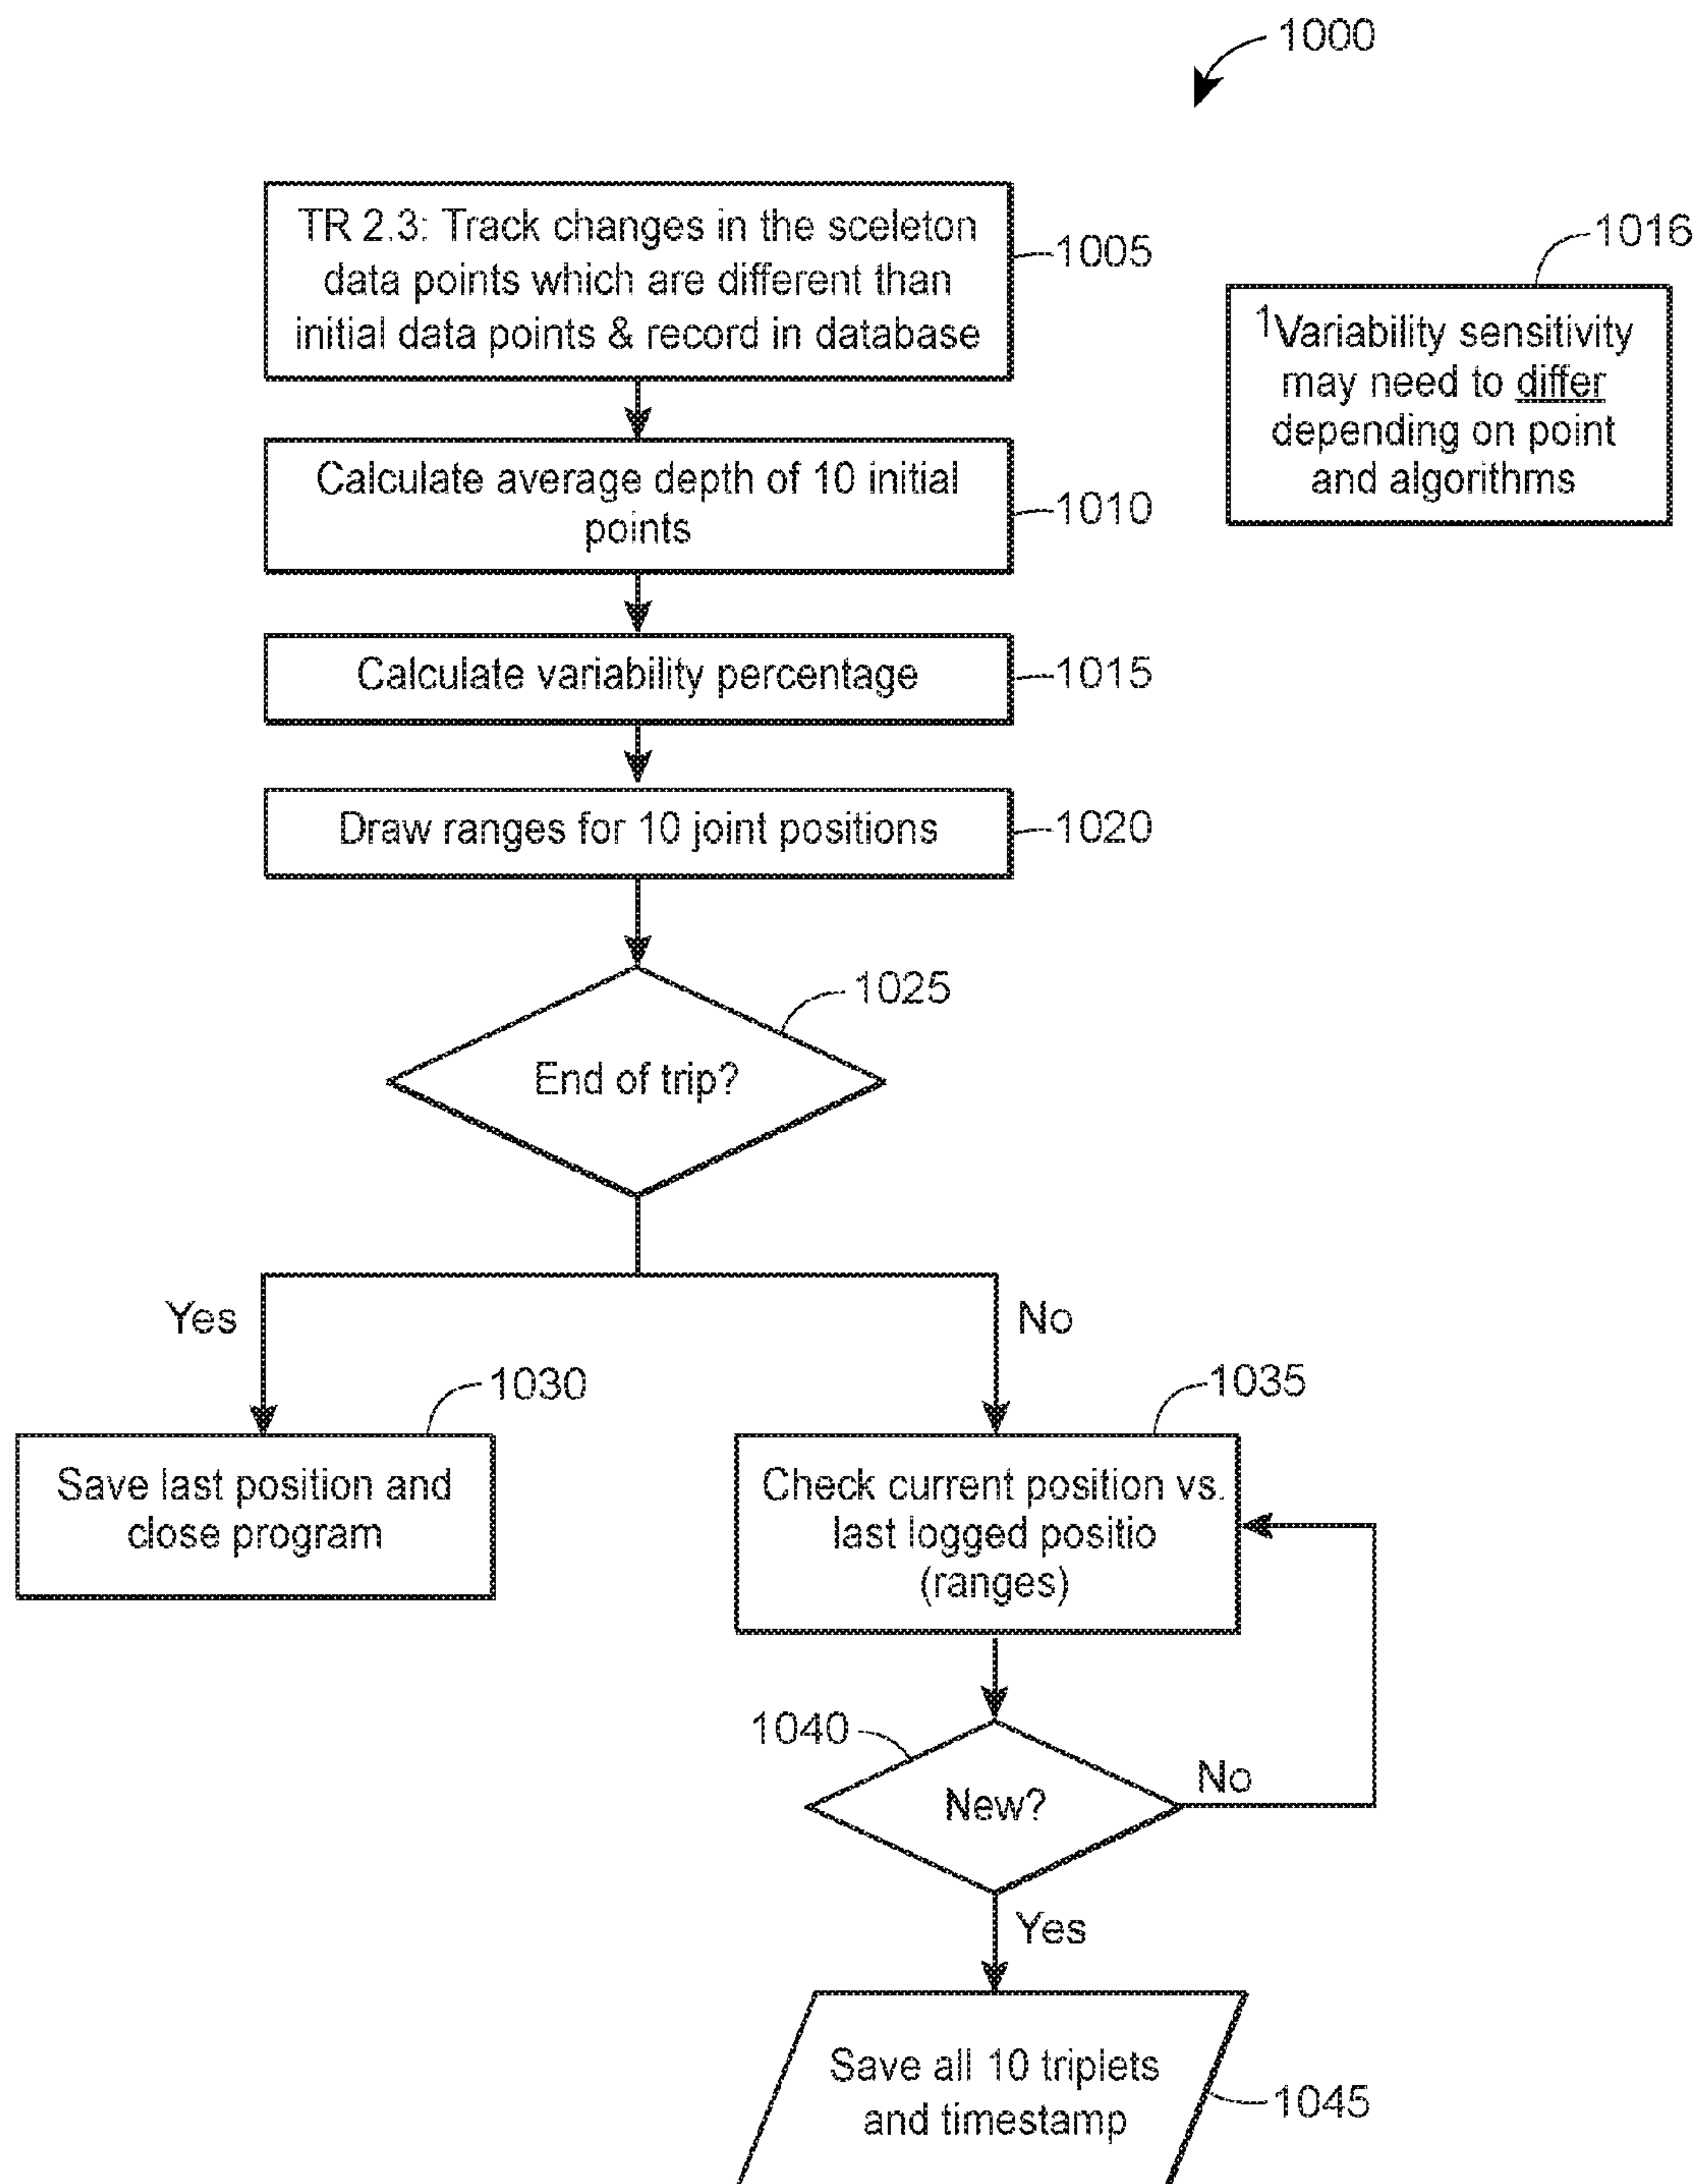 1000
TR 2.3: Track changes in the sceleton
data points which are different than
initial data points & record in database
1005
1016
1Variability sensitivity
may need to differ
depending on point
and algorithms
Calculate average depth of 10 initial
points
1010
Calculate variability percentage
1015
Draw ranges for 10 joint positions
1020
1025
End of trip?
Yes
No
1030
1035
Save last position and
close program
Check current position vs.
last logged positio
(ranges)
1040
New?
No
Yes
Save all 10 triplets
and timestamp
1045